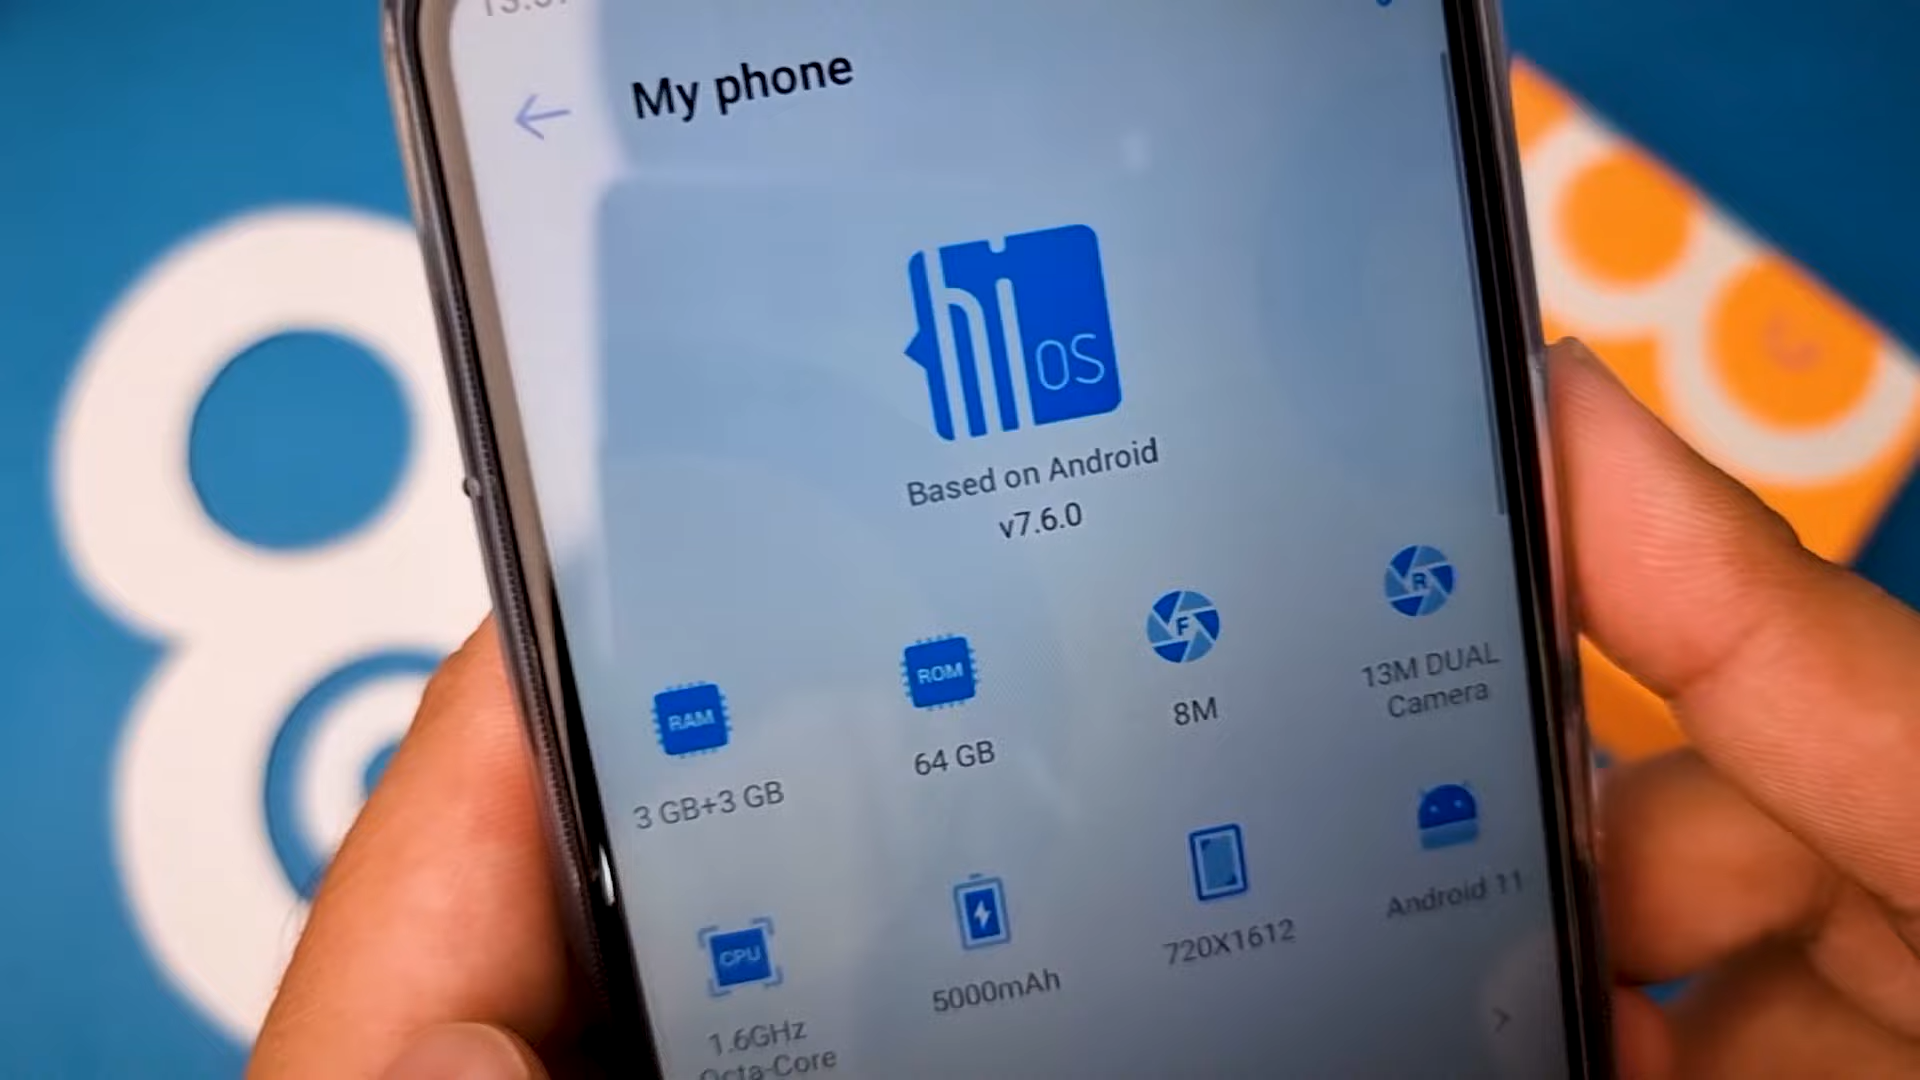 My phone
hi OS
Based on Android
v7.6.0
RAM
3 GB+3 GB
ROM
64 GB
F
8M
R
13M DUAL
Camera
CPU
1.6GHz
Octa-Core
5000mAh
720X1612
Android 11
8